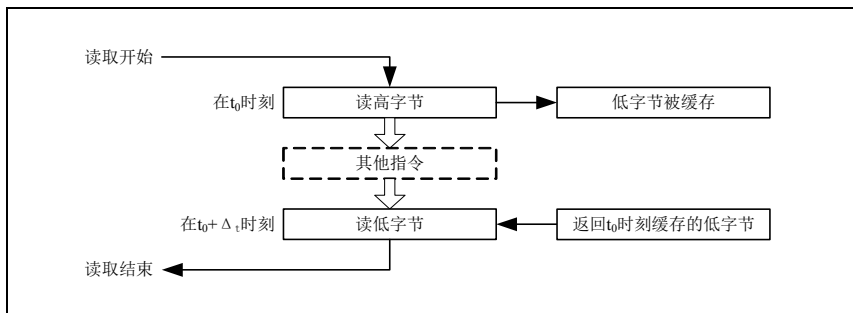 读取开始
在t₀时刻
读高字节
低字节被缓存
其他指令
在t₀+Δₜ时刻
读低字节
返回t₀时刻缓存的低字节
读取结束